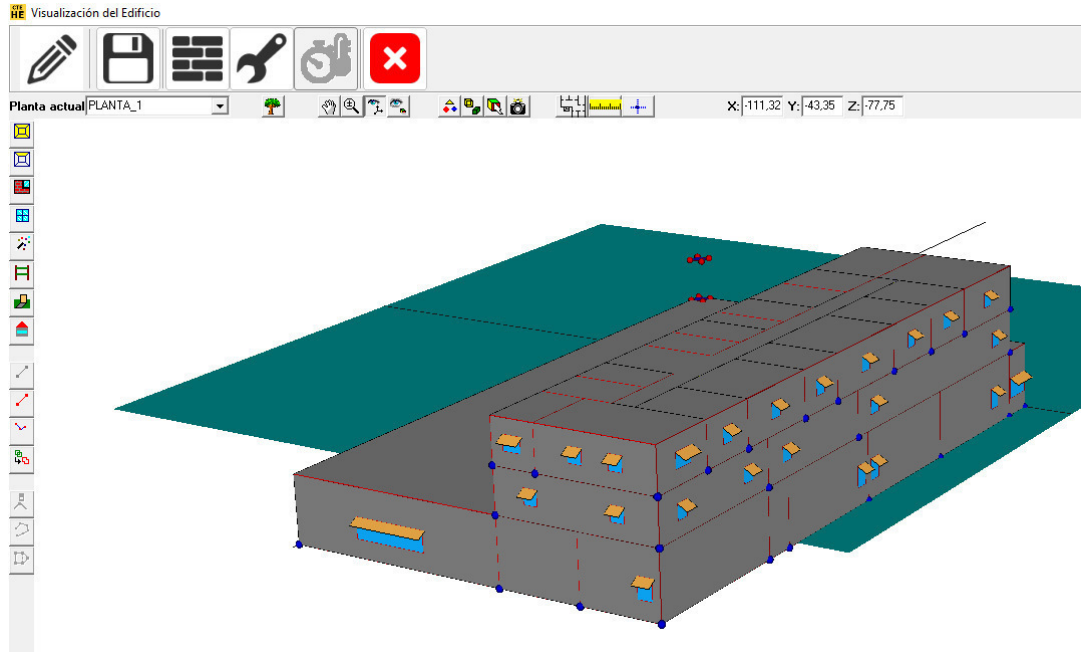 CTE
HE Visualización del Edificio
Planta actual PLANTA_1 X: -111,32 Y: -43,35 Z: -77,75